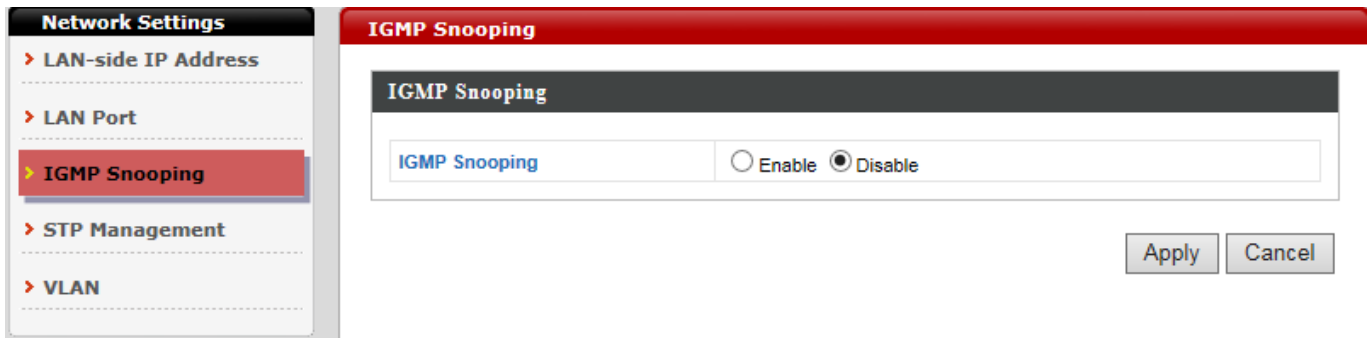 Network Settings
LAN-side IP Address
LAN Port
IGMP Snooping
STP Management
VLAN
IGMP Snooping
IGMP Snooping
IGMP Snooping Enable Disable
Apply Cancel